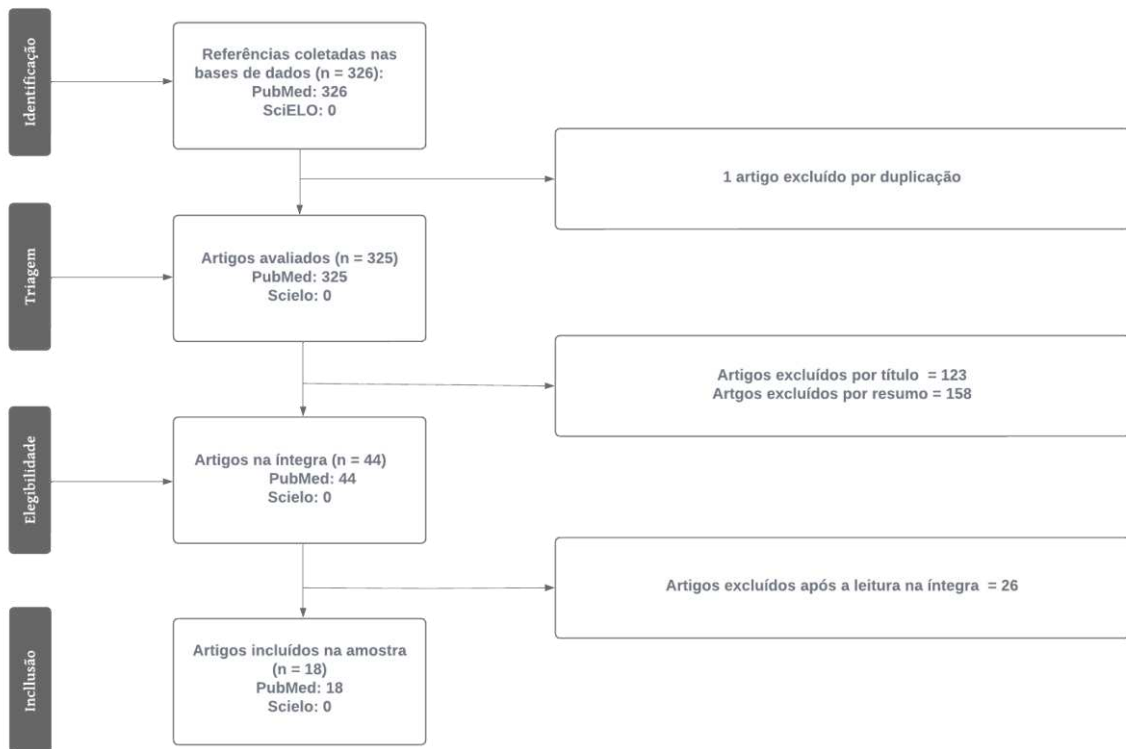 Identificação
Referências coletadas nas
bases de dados (n = 326):
PubMed: 326
SciELO: 0
1 artigo excluído por duplicação
Triagem
Artigos avaliados (n = 325)
PubMed: 325
Scielo: 0
Artigos excluídos por título = 123
Artgos excluídos por resumo = 158
Elegibilidade
Artigos na íntegra (n = 44)
PubMed: 44
Scielo: 0
Artigos excluídos após a leitura na íntegra = 26
Incllusão
Artigos incluídos na amostra
(n = 18)
PubMed: 18
Scielo: 0